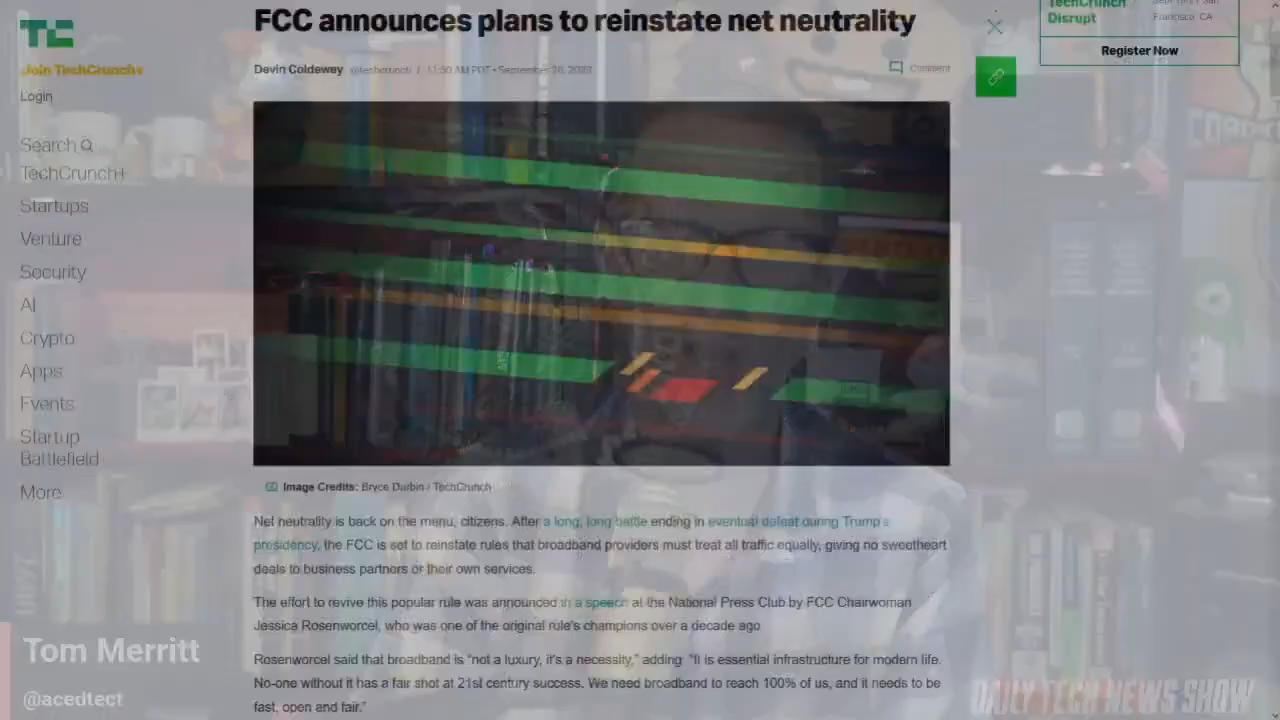 FCC announces plans to reinstate net neutrality
TechCrunch
Disrupt
Francisco, CA
Register Now
TC
Join TechCrunch+
Login
Devin Coldewey @techcrunch / 11:50 AM PDT • September 26, 2023
Comment
Search
TechCrunch+
Startups
Venture
Security
AI
Crypto
Apps
Events
Startup
Battlefield
More
Image Credits: Bryce Durbin / TechCrunch
Net neutrality is back on the menu, citizens. After a long, long battle ending in eventual defeat during Trump's
presidency, the FCC is set to reinstate rules that broadband providers must treat all traffic equally, giving no sweetheart
deals to business partners or their own services.
The effort to revive this popular rule was announced in a speech at the National Press Club by FCC Chairwoman
Jessica Rosenworcel, who was one of the original rule's champions over a decade ago
Rosenworcel said that broadband is "not a luxury, it's a necessity," adding: "It is essential infrastructure for modern life.
No-one without it has a fair shot at 21st century success. We need broadband to reach 100% of us, and it needs to be
fast, open and fair."
Tom Merritt
@acedtect
DAILY TECH NEWS SHOW